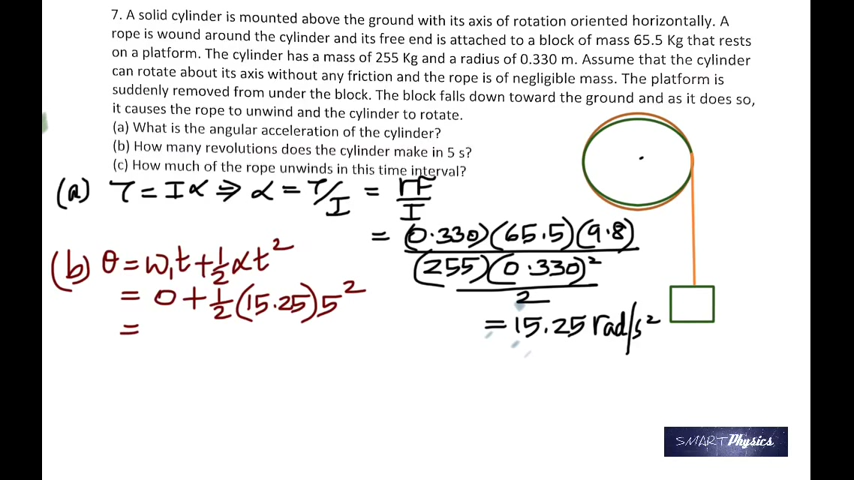 7. A solid cylinder is mounted above the ground with its axis of rotation oriented horizontally. A
rope is wound around the cylinder and its free end is attached to a block of mass 65.5 Kg that rests
on a platform. The cylinder has a mass of 255 Kg and a radius of 0.330 m. Assume that the cylinder
can rotate about its axis without any friction and the rope is of negligible mass. The platform is
suddenly removed from under the block. The block falls down toward the ground and as it does so,
it causes the rope to unwind and the cylinder to rotate.
(a) What is the angular acceleration of the cylinder?
(b) How many revolutions does the cylinder make in 5 s?
(c) How much of the rope unwinds in this time interval?
(a) τ = Iα ⇒ α = τ/I = rF/I
= (0.330)(65.5)(9.8)
(255)(0.330)²
2
= 15.25 rad/s²
(b) θ = ω₁t + ½αt²
= 0 + ½(15.25)5²
=
SMART Physics